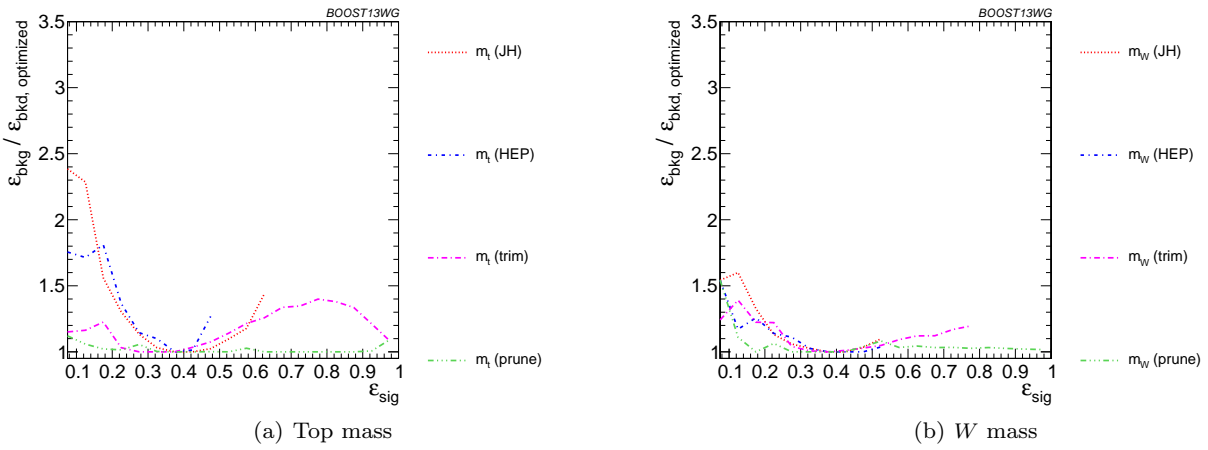 BOOST13WG
ε_bkg / ε_bkd, optimized
3.5
3
2.5
2
1.5
1
0.1 0.2 0.3 0.4 0.5 0.6 0.7 0.8 0.9 1
ε_sig
m_t (JH)
m_t (HEP)
m_t (trim)
m_t (prune)
(a) Top mass
BOOST13WG
ε_bkg / ε_bkd, optimized
3.5
3
2.5
2
1.5
1
0.1 0.2 0.3 0.4 0.5 0.6 0.7 0.8 0.9 1
ε_sig
m_W (JH)
m_W (HEP)
m_W (trim)
m_W (prune)
(b) W mass